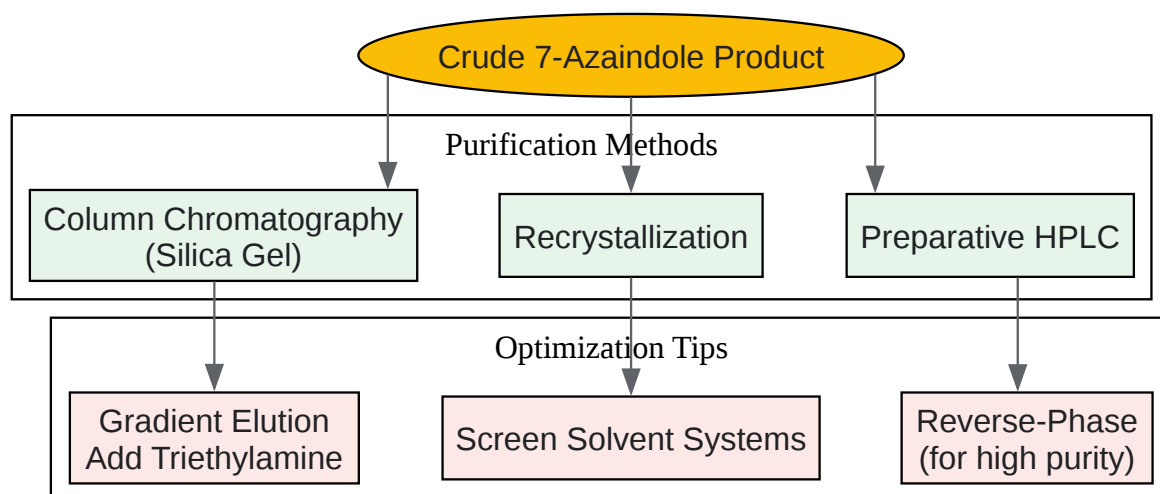 Crude 7-Azaindole Product
Purification Methods
Column Chromatography
(Silica Gel)
Recrystallization
Preparative HPLC
Optimization Tips
Gradient Elution
Add Triethylamine
Screen Solvent Systems
Reverse-Phase
(for high purity)